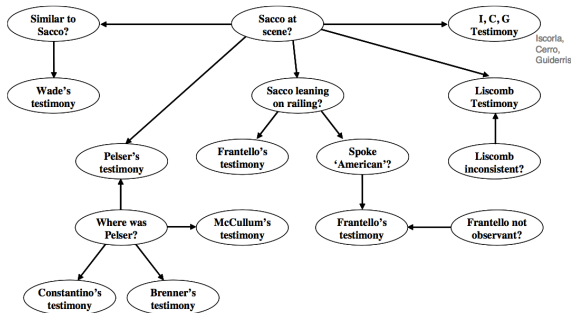 Similar to
Sacco?
Sacco at
scene?
I, C, G
Testimony
Iscorla,
Cerro,
Guiderris
Wade's
testimony
Sacco leaning
on railing?
Liscomb
Testimony
Pelser's
testimony
Frantello's
testimony
Spoke
'American'?
Liscomb
inconsistent?
Where was
Pelser?
McCullum's
testimony
Frantello's
testimony
Frantello not
observant?
Constantino's
testimony
Brenner's
testimony